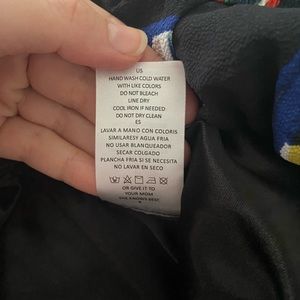 US
HAND WASH COLD WATER
WITH LIKE COLORS
DO NOT BLEACH
LINE DRY
COOL IRON IF NEEDED
DO NOT DRY CLEAN
ES
LAVAR A MANO CON COLORIS
SIMILARESY AGUA FRIA
NO USAR BLANQUEADOR
SECAR COLGADO
PLANCHA FRIA SI SE NECESITA
NO LAVAR EN SECO
OR GIVE IT TO
YOUR MOM
SHE KNOWS BEST